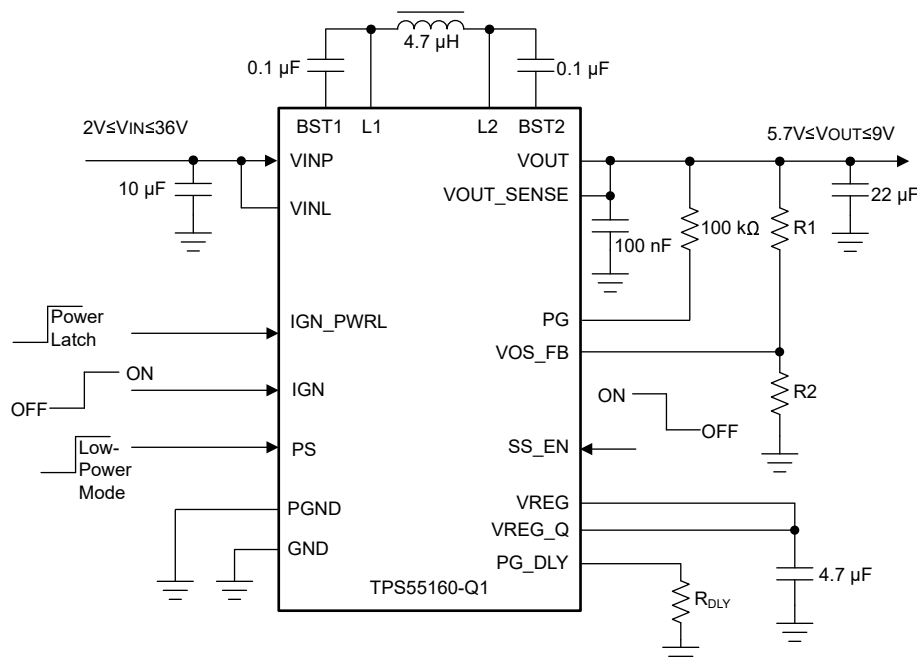 4.7 µH
0.1 µF
0.1 µF
BST1
L1
L2
BST2
2V≤VIN≤36V
5.7V≤VOUT≤9V
VINP
VOUT
10 µF
VOUT_SENSE
22 µF
VINL
100 nF
100 kΩ
R1
Power
Latch
IGN_PWRL
PG
VOS_FB
ON
OFF
IGN
R2
ON
OFF
Low-
Power
Mode
PS
SS_EN
PGND
VREG
VREG_Q
GND
PG_DLY
4.7 µF
TPS55160-Q1
RDLY